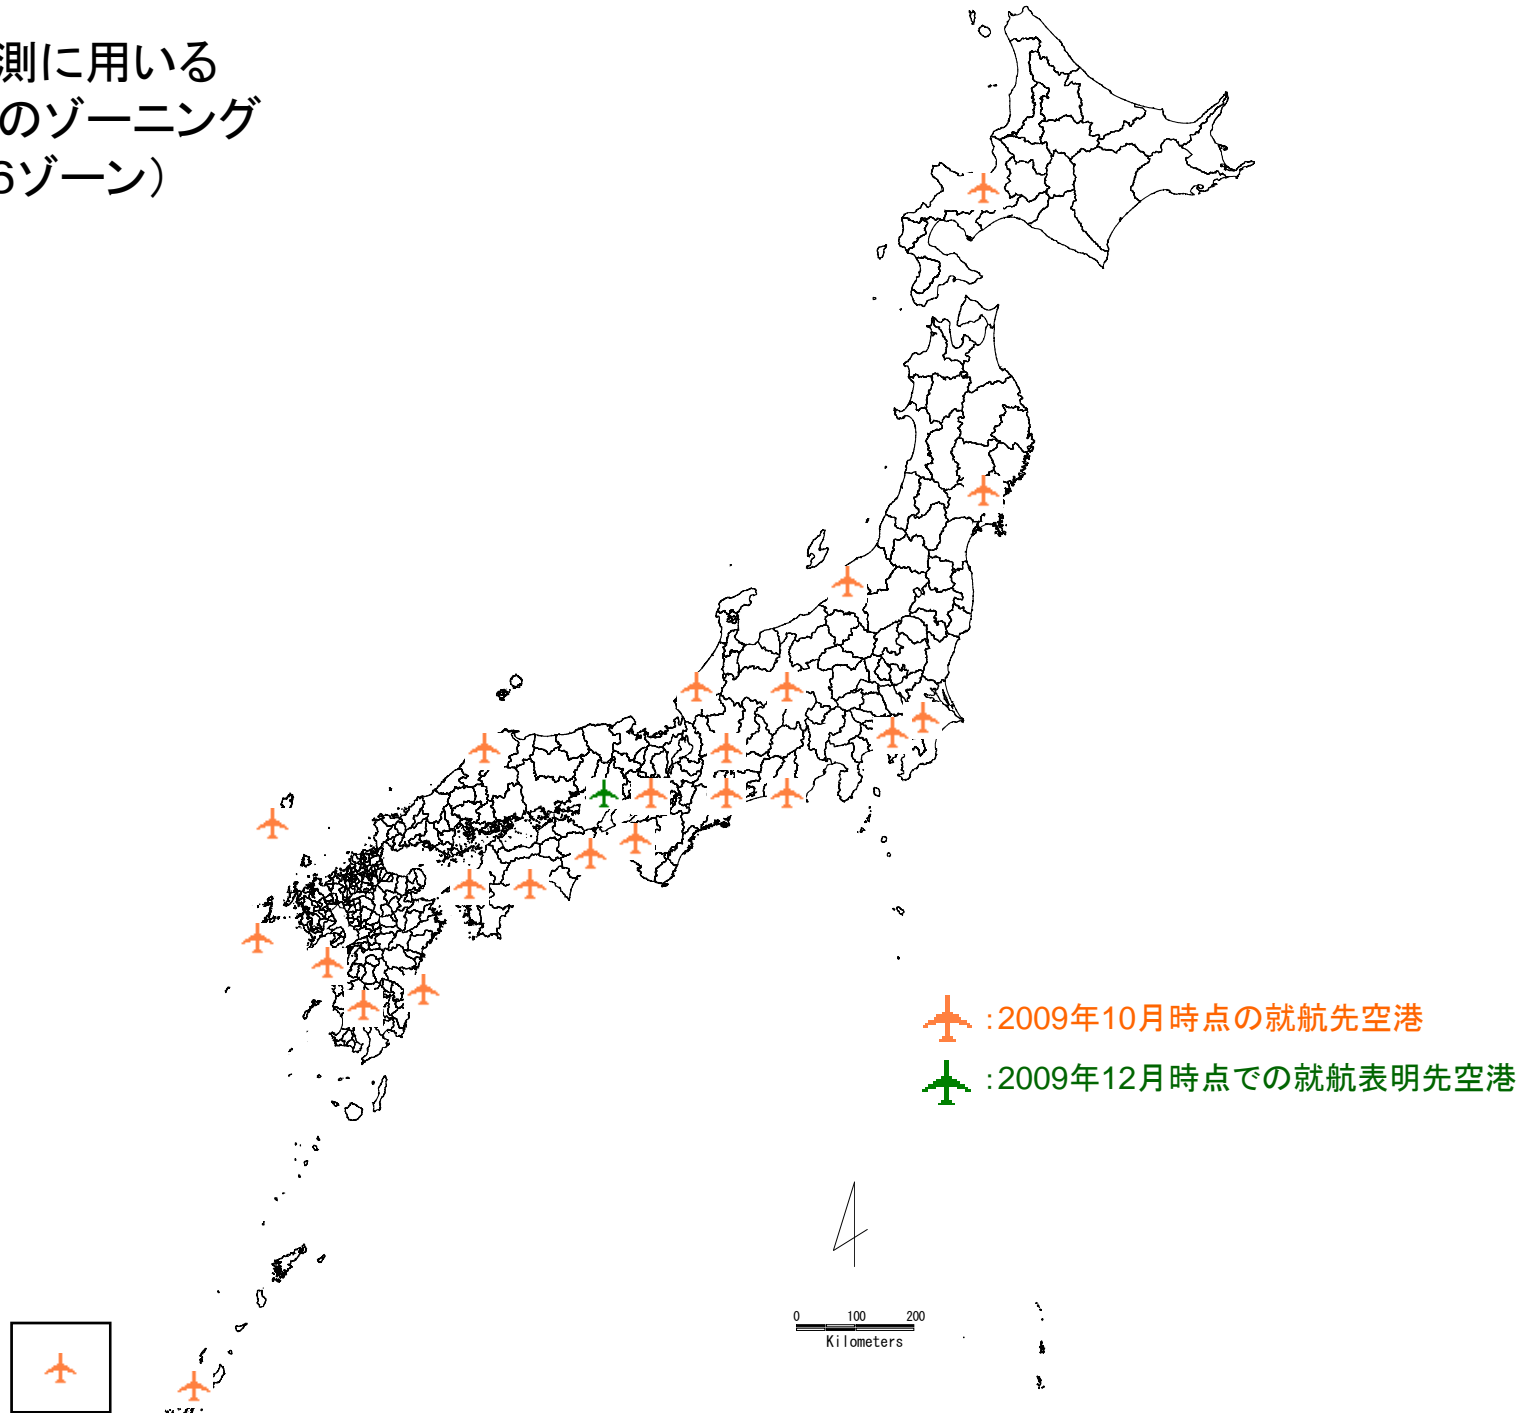 測に用いる
のゾーニング
6ゾーン）
：2009年10月時点の就航先空港
：2009年12月時点での就航表明先空港
0 100 200
Kilometers